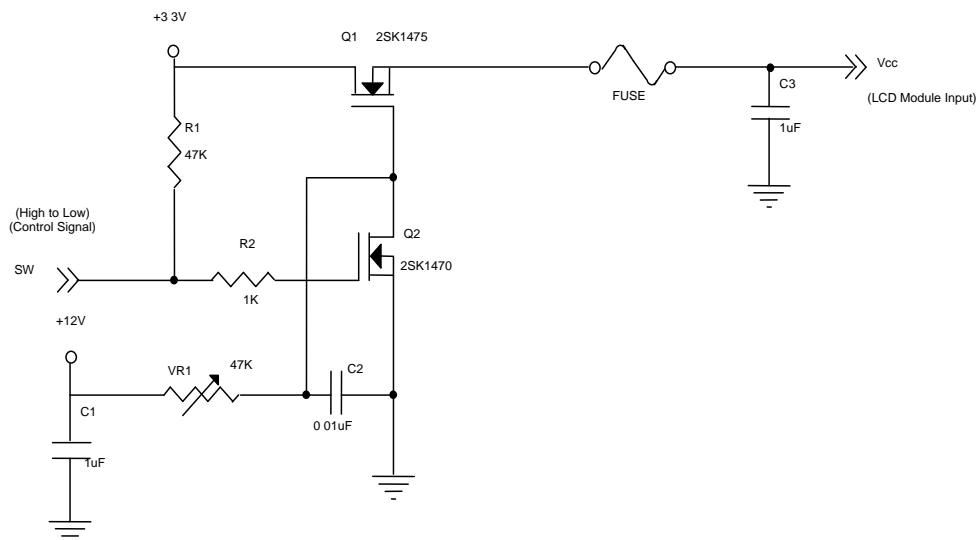 +3 3V
Q1 2SK1475
Vcc
FUSE
C3
(LCD Module Input)
R1
1uF
47K
(High to Low)
(Control Signal)
R2
Q2
SW
2SK1470
1K
+12V
VR1
47K
C2
C1
0 01uF
1uF